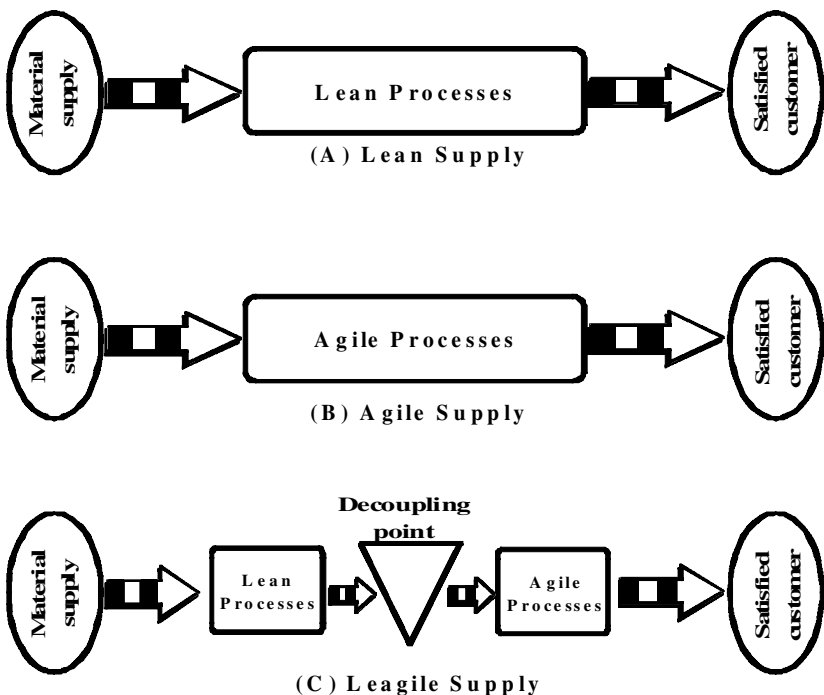 Material
supply
Lean Processes
Satisfied
customer
(A) Lean Supply
Material
supply
Agile Processes
Satisfied
customer
(B) Agile Supply
Material
supply
Lean
Processes
Decoupling
point
Agile
Processes
Satisfied
customer
(C) Leagile Supply